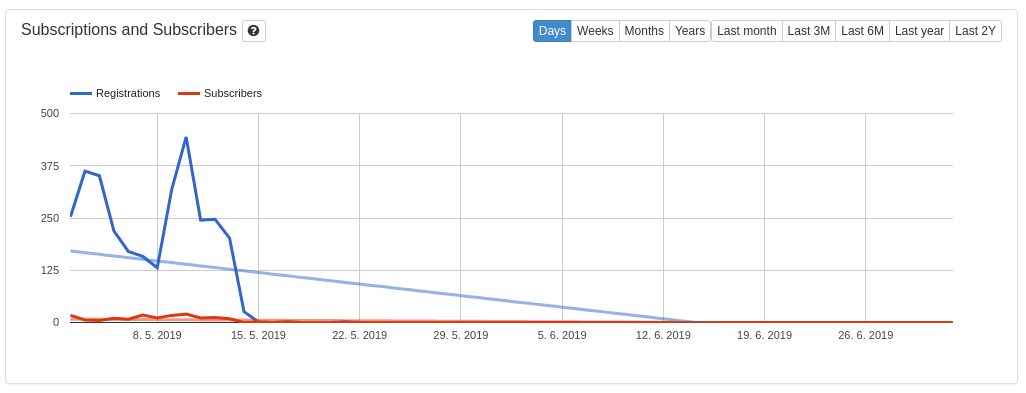 Subscriptions and Subscribers ?
Days Weeks Months Years Last month Last 3M Last 6M Last year Last 2Y
Registrations Subscribers
500
375
250
125
0
8. 5. 2019 15. 5. 2019 22. 5. 2019 29. 5. 2019 5. 6. 2019 12. 6. 2019 19. 6. 2019 26. 6. 2019